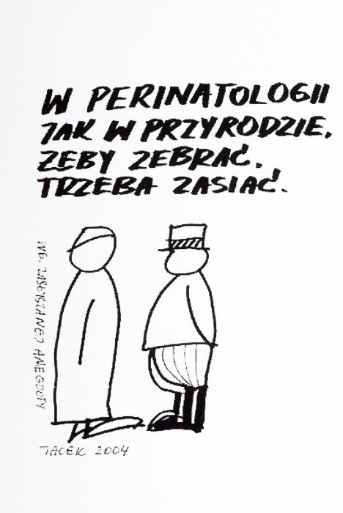 W PERINATOLOGII
JAK W PRZYRODZIE,
ŻEBY ZEBRAĆ,
TRZEBA ZASIAĆ.
WG. ZASŁYSZANEJ ANEGDOTY
JACEK 2004